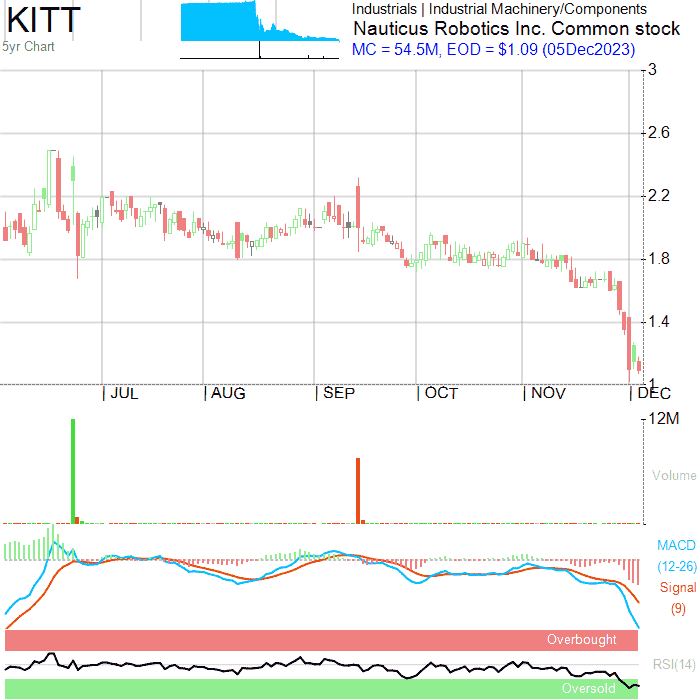 KITT
5yr Chart
Industrials | Industrial Machinery/Components
Nauticus Robotics Inc. Common stock
MC = 54.5M, EOD = $1.09 (05Dec2023)
3
2.6
2.2
1.8
1.4
1
| JUL | AUG | SEP | OCT | NOV | DEC
12M
Volume
MACD
(12-26)
Signal
(9)
Overbought
RSI(14)
Oversold